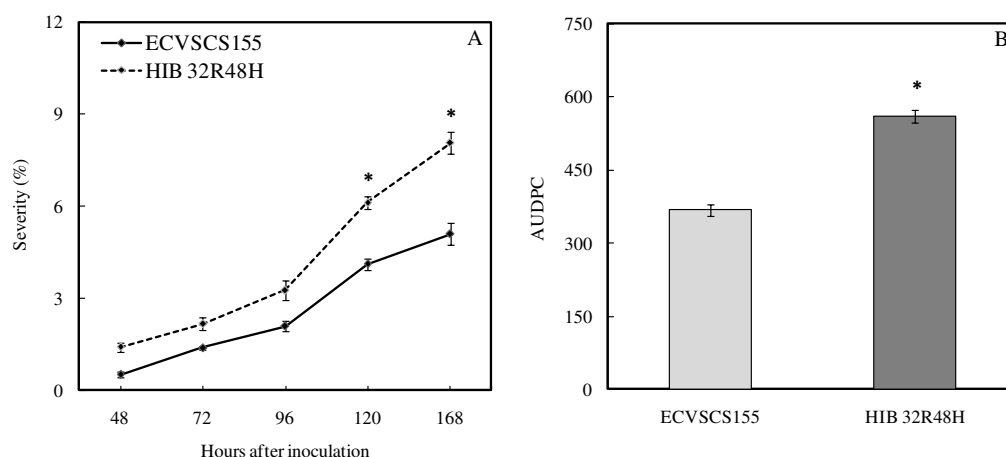 A
ECVSCS155
HIB 32R48H
12
9
6
3
0
*
*
Severity (%)
48 72 96 120 168
Hours after inoculation
B
750
600
450
300
150
0
*
AUDPC
ECVSCS155 HIB 32R48H